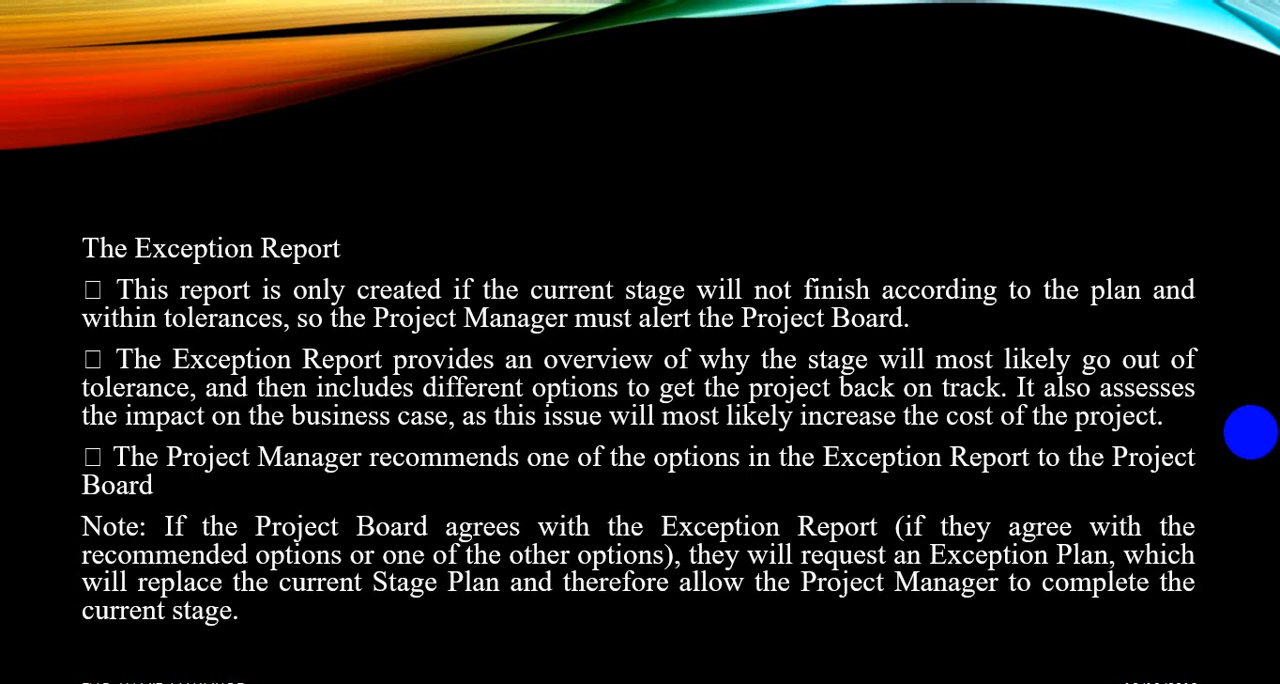 The Exception Report
□ This report is only created if the current stage will not finish according to the plan and
within tolerances, so the Project Manager must alert the Project Board.
□ The Exception Report provides an overview of why the stage will most likely go out of
tolerance, and then includes different options to get the project back on track. It also assesses
the impact on the business case, as this issue will most likely increase the cost of the project.
□ The Project Manager recommends one of the options in the Exception Report to the Project
Board
Note: If the Project Board agrees with the Exception Report (if they agree with the
recommended options or one of the other options), they will request an Exception Plan, which
will replace the current Stage Plan and therefore allow the Project Manager to complete the
current stage.